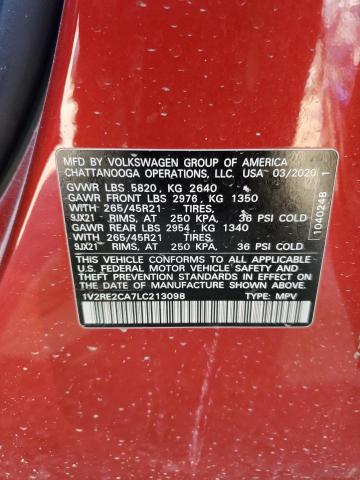 MFD BY VOLKSWAGEN GROUP OF AMERICA
CHATTANOOGA OPERATIONS, LLC. USA 03/2020 1
GVWR LBS 5820, KG 2640
GAWR FRONT LBS 2976, KG 1350
WITH 265/45R21 TIRES,
9JX21 RIMS, AT 250 KPA, 36 PSI COLD
GAWR REAR LBS 2954, KG 1340
WITH 265/45R21 TIRES,
9JX21 RIMS, AT 250 KPA, 36 PSI COLD
THIS VEHICLE CONFORMS TO ALL APPLICABLE
U.S. FEDERAL MOTOR VEHICLE SAFETY STANDARDS
IN EFFECT ON THE DATE OF MANUFACTURE SHOWN ABOVE
1V2RE2CA7LC213098 TYPE: MPV
1040248